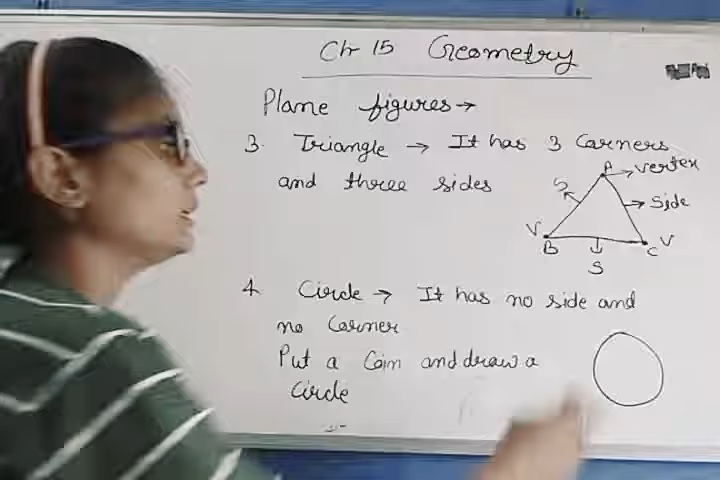 Ch 15 Geometry
Plane figures →
3. Triangle → It has 3 Corners
and three sides
A → vertex
S
→ Side
V
B
C V
S
4. Circle → It has no side and
no Corner
Put a Coin and draw a
Circle